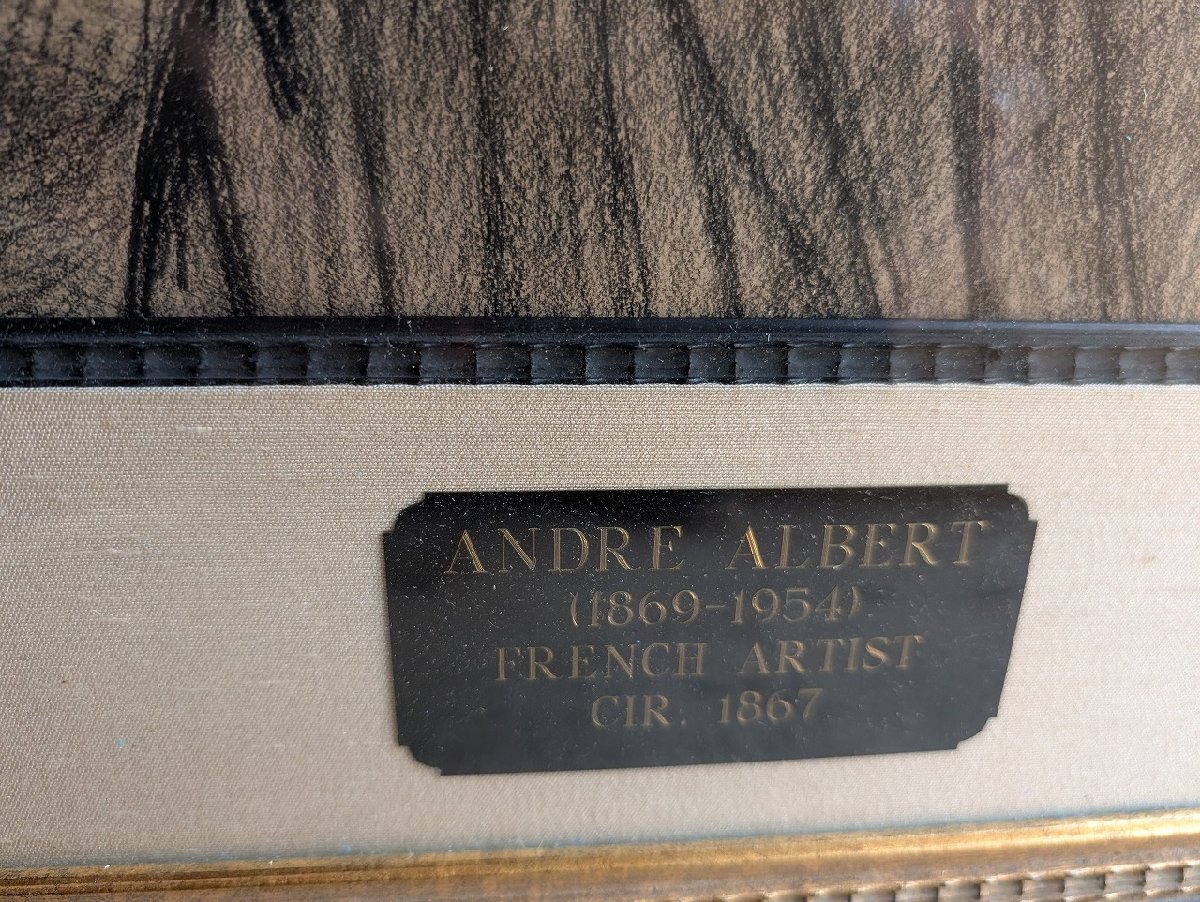 ANDRE ALBERT
(1869-1954)
FRENCH ARTIST
CIR. 1867